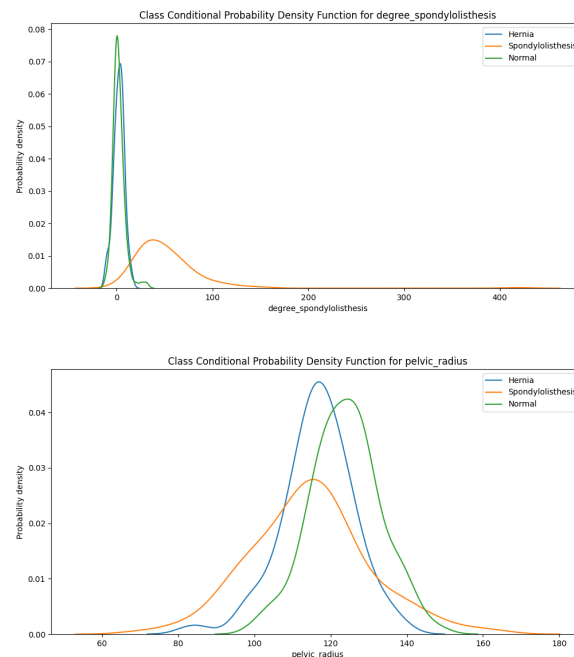 Class Conditional Probability Density Function for degree_spondylolisthesis
Hernia
Spondylolisthesis
Normal
0.08
0.07
0.06
0.05
0.04
0.03
0.02
0.01
0.00
Probability density
0 100 200 300 400
degree_spondylolisthesis
Class Conditional Probability Density Function for pelvic_radius
Hernia
Spondylolisthesis
Normal
0.04
0.03
0.02
0.01
0.00
Probability density
60 80 100 120 140 160 180
pelvic_radius